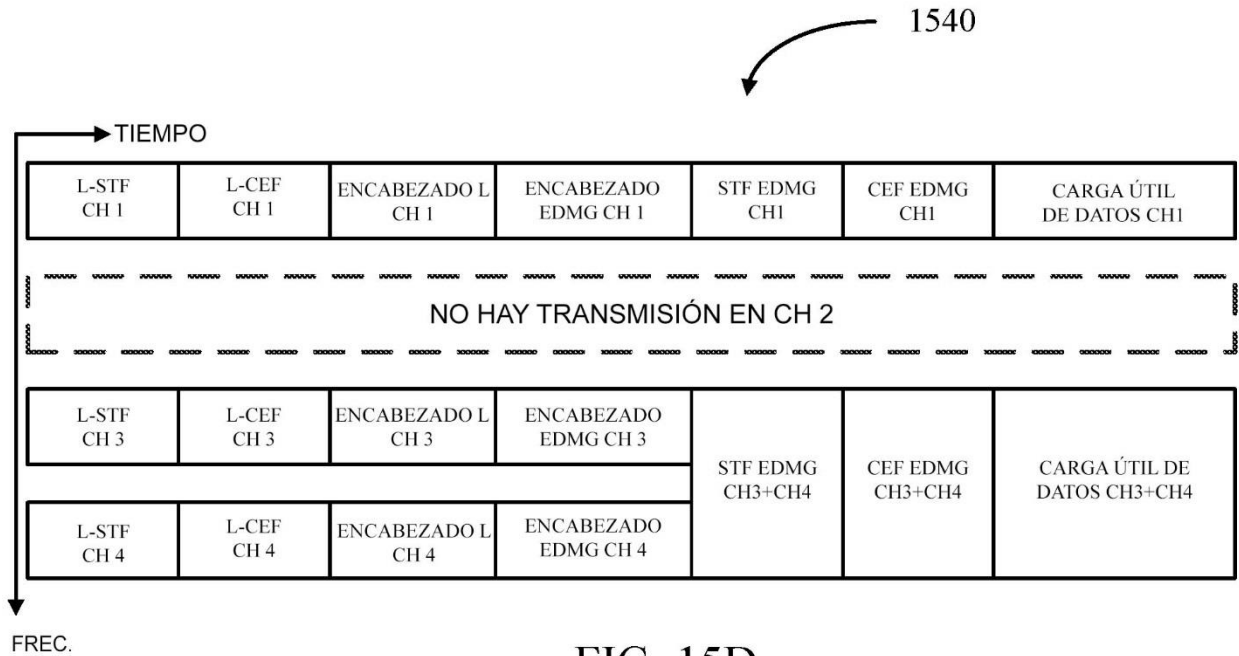 1540
TIEMPO
L-STF
CH 1
L-CEF
CH 1
ENCABEZADO L
CH 1
ENCABEZADO
EDMG CH 1
STF EDMG
CH1
CEF EDMG
CH1
CARGA ÚTIL
DE DATOS CH1
NO HAY TRANSMISIÓN EN CH 2
L-STF
CH 3
L-CEF
CH 3
ENCABEZADO L
CH 3
ENCABEZADO
EDMG CH 3
STF EDMG
CH3+CH4
CEF EDMG
CH3+CH4
CARGA ÚTIL DE
DATOS CH3+CH4
L-STF
CH 4
L-CEF
CH 4
ENCABEZADO L
CH 4
ENCABEZADO
EDMG CH 4
FREC.
FIG. 15D